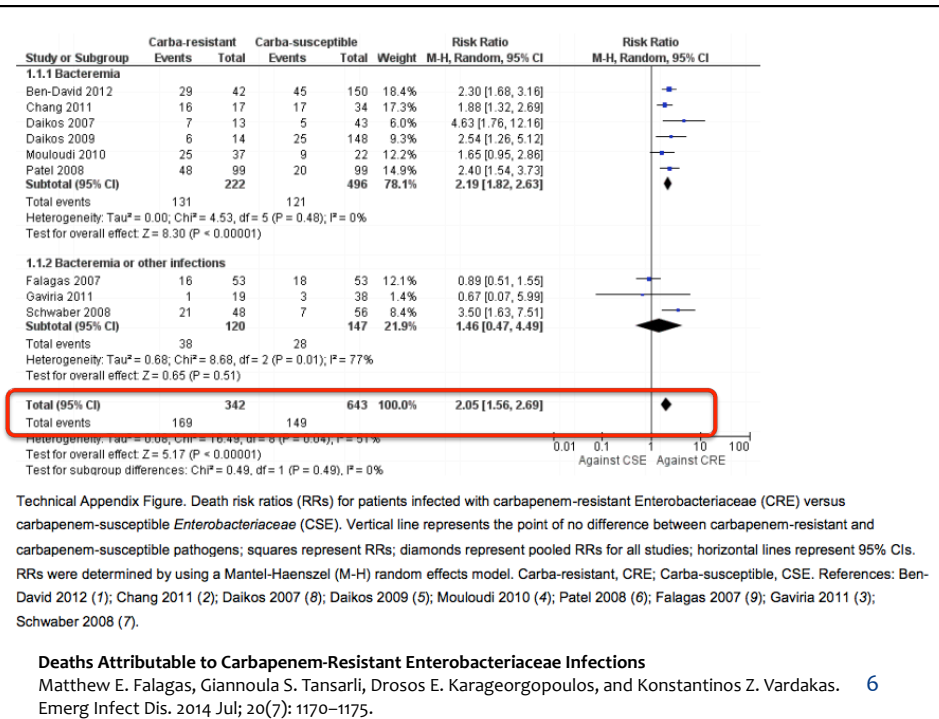 Carba-resistant Carba-susceptible Risk Ratio Risk Ratio
Study or Subgroup Events Total Events Total Weight M-H, Random, 95% CI M-H, Random, 95% CI
1.1.1 Bacteremia
Ben-David 2012 29 42 45 150 18.4% 2.30 [1.68, 3.16]
Chang 2011 16 17 17 34 17.3% 1.88 [1.32, 2.69]
Daikos 2007 7 13 5 43 6.0% 4.63 [1.76, 12.16]
Daikos 2009 6 14 25 148 9.3% 2.54 [1.26, 5.12]
Mouloudi 2010 25 37 9 22 12.2% 1.65 [0.95, 2.86]
Patel 2008 48 99 20 99 14.9% 2.40 [1.54, 3.73]
Subtotal (95% CI) 222 496 78.1% 2.19 [1.82, 2.63]
Total events 131 121
Heterogeneity: Tau² = 0.00; Chi² = 4.53, df = 5 (P = 0.48); I² = 0%
Test for overall effect: Z = 8.30 (P < 0.00001)
1.1.2 Bacteremia or other infections
Falagas 2007 16 53 18 53 12.1% 0.89 [0.51, 1.55]
Gaviria 2011 1 19 3 38 1.4% 0.67 [0.07, 5.99]
Schwaber 2008 21 48 7 56 8.4% 3.50 [1.63, 7.51]
Subtotal (95% CI) 120 147 21.9% 1.46 [0.47, 4.49]
Total events 38 28
Heterogeneity: Tau² = 0.68; Chi² = 8.68, df = 2 (P = 0.01); I² = 77%
Test for overall effect: Z = 0.65 (P = 0.51)
Total (95% CI) 342 643 100.0% 2.05 [1.56, 2.69]
Total events 169 149
Heterogeneity: Tau² = 0.08; Chi² = 16.49, df = 8 (P = 0.04); I² = 51%
0.01 0.1 1 10 100
Test for overall effect: Z = 5.17 (P < 0.00001)
Against CSE Against CRE
Test for subgroup differences: Chi² = 0.49, df = 1 (P = 0.49), I² = 0%
Technical Appendix Figure. Death risk ratios (RRs) for patients infected with carbapenem-resistant Enterobacteriaceae (CRE) versus
carbapenem-susceptible Enterobacteriaceae (CSE). Vertical line represents the point of no difference between carbapenem-resistant and
carbapenem-susceptible pathogens; squares represent RRs; diamonds represent pooled RRs for all studies; horizontal lines represent 95% CIs.
RRs were determined by using a Mantel-Haenszel (M-H) random effects model. Carba-resistant, CRE; Carba-susceptible, CSE. References: Ben-
David 2012 (1); Chang 2011 (2); Daikos 2007 (8); Daikos 2009 (5); Mouloudi 2010 (4); Patel 2008 (6); Falagas 2007 (9); Gaviria 2011 (3);
Schwaber 2008 (7).
Deaths Attributable to Carbapenem-Resistant Enterobacteriaceae Infections
Matthew E. Falagas, Giannoula S. Tansarli, Drosos E. Karageorgopoulos, and Konstantinos Z. Vardakas. 6
Emerg Infect Dis. 2014 Jul; 20(7): 1170–1175.